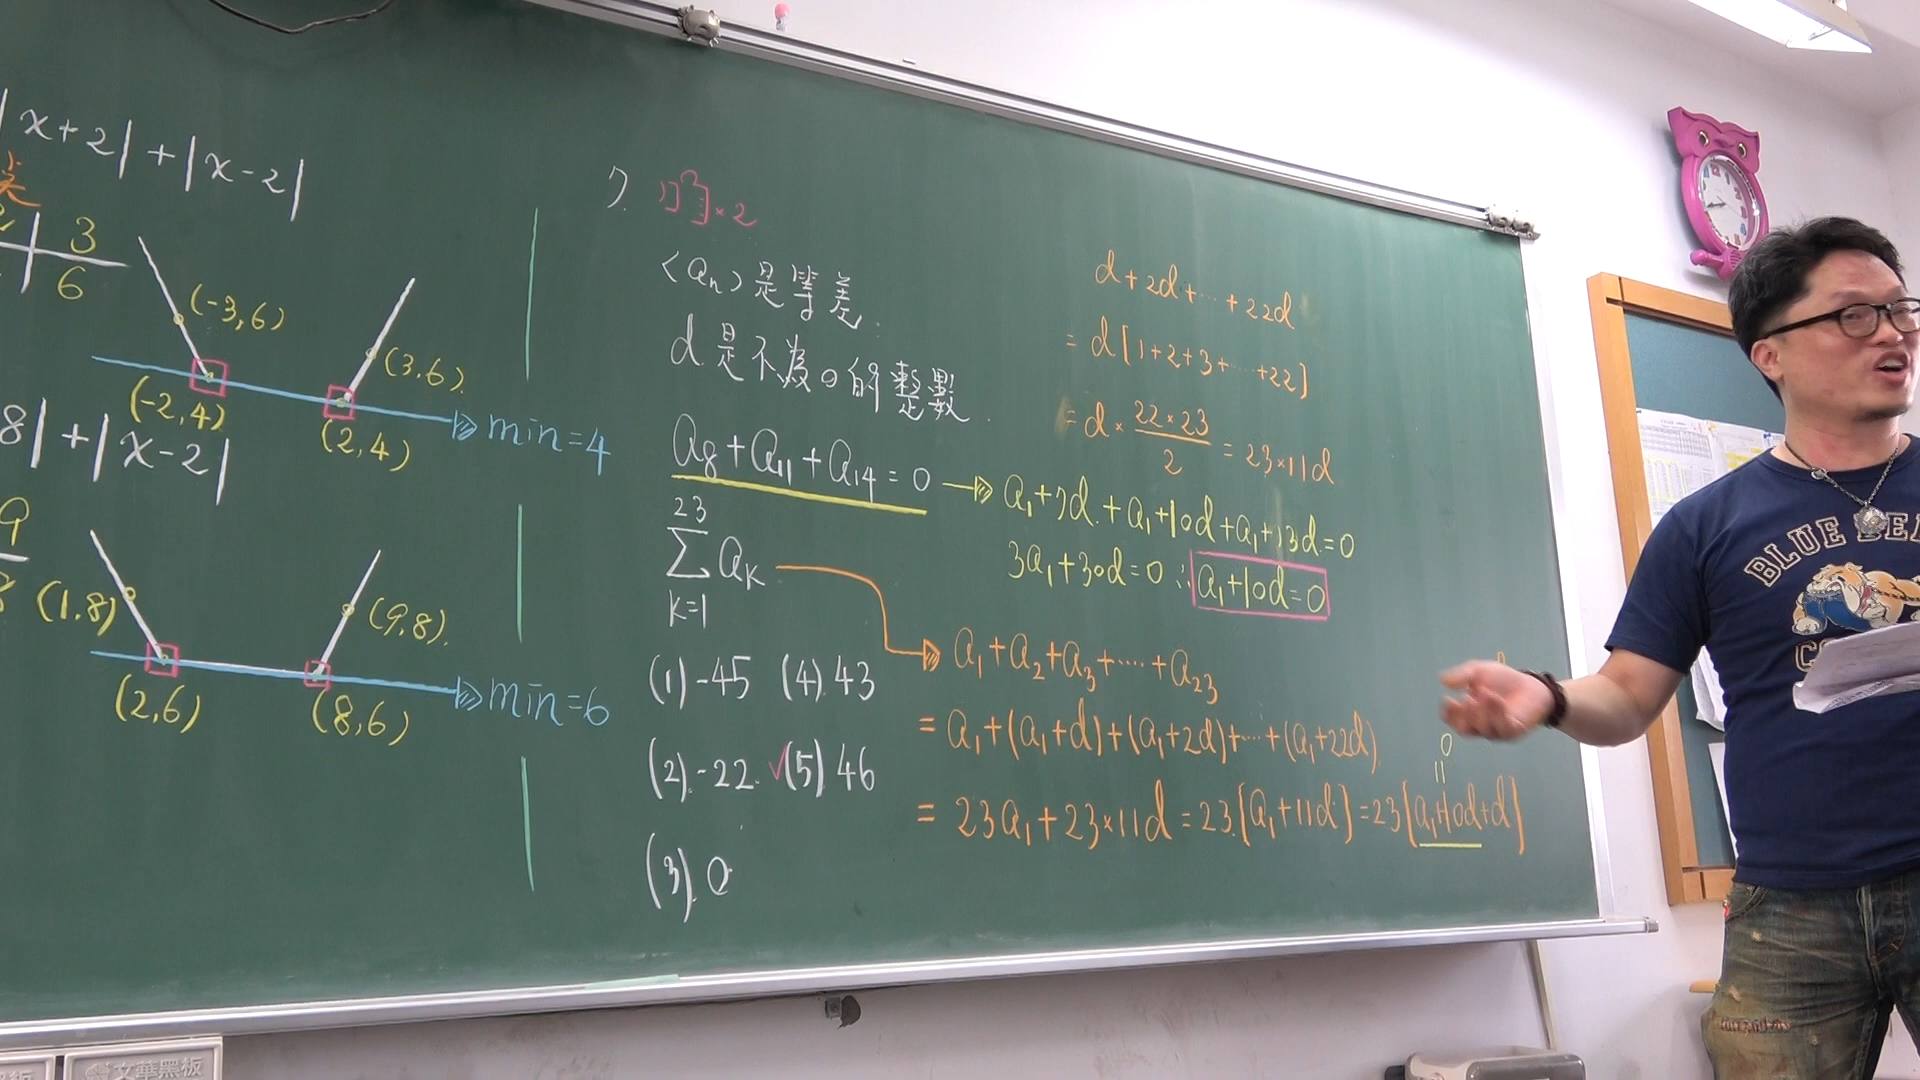 |x+2|+|x-2|
3
6
(-3,6)
(3,6)
(-2,4)
(2,4)
min=4
8|+|x-2|
9
(1,8)
(9,8)
(2,6)
(8,6)
min=6
7.
×2
<an>是等差.
d是不為0的整數.
a8+a11+a14=0
23
Σ ak
k=1
(1)-45 (4) 43
(2).-22. ✓(5) 46
(3). 0
d+2d+⋯+22d
=d[1+2+3+⋯+22]
=d×22×23/2=23×11d
a1+7d+a1+10d+a1+13d=0
3a1+30d=0 ∴ a1+10d=0
a1+a2+a3+⋯+a23
=a1+(a1+d)+(a1+2d)+⋯+(a1+22d)
0
=23a1+23×11d=23[a1+11d]=23[a1+10d+d]
文華黑板